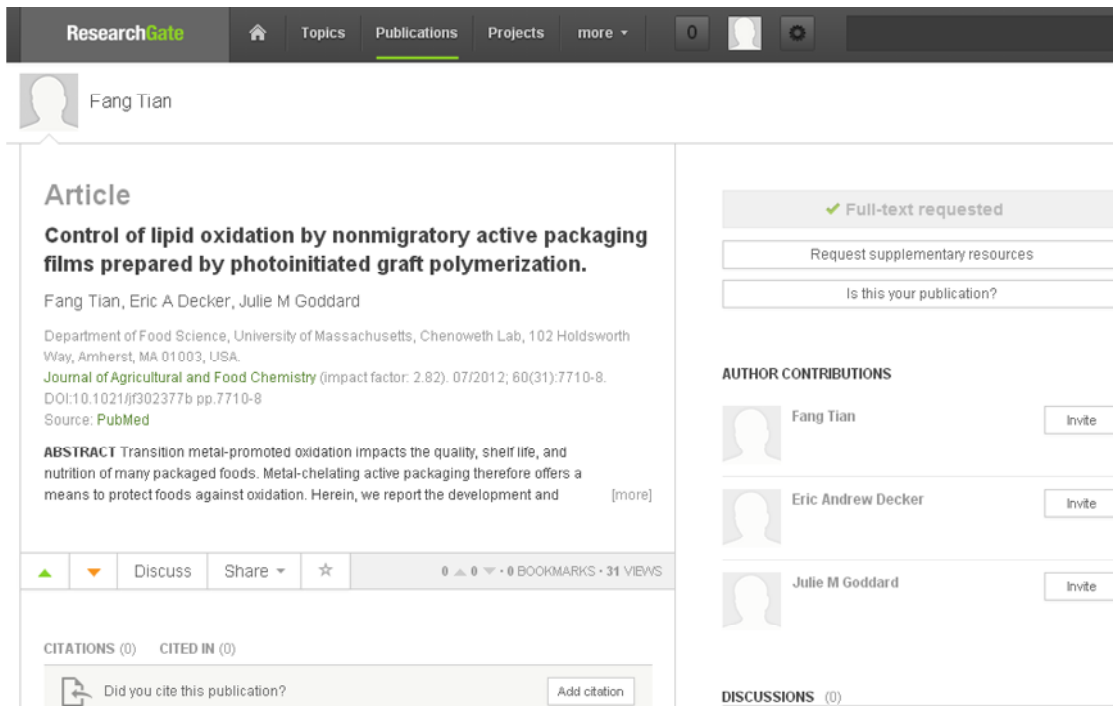 ResearchGate Topics Publications Projects more 0
Fang Tian
Article
Control of lipid oxidation by nonmigratory active packaging
films prepared by photoinitiated graft polymerization.
Fang Tian, Eric A Decker, Julie M Goddard
Department of Food Science, University of Massachusetts, Chenoweth Lab, 102 Holdsworth
Way, Amherst, MA 01003, USA.
Journal of Agricultural and Food Chemistry (impact factor: 2.82). 07/2012; 60(31):7710-8.
DOI:10.1021/jf302377b pp.7710-8
Source: PubMed
ABSTRACT Transition metal-promoted oxidation impacts the quality, shelf life, and
nutrition of many packaged foods. Metal-chelating active packaging therefore offers a
means to protect foods against oxidation. Herein, we report the development and [more]
Discuss Share 0 0 • 0 BOOKMARKS • 31 VIEWS
CITATIONS (0) CITED IN (0)
Did you cite this publication? Add citation
Full-text requested
Request supplementary resources
Is this your publication?
AUTHOR CONTRIBUTIONS
Fang Tian Invite
Eric Andrew Decker Invite
Julie M Goddard Invite
DISCUSSIONS (0)